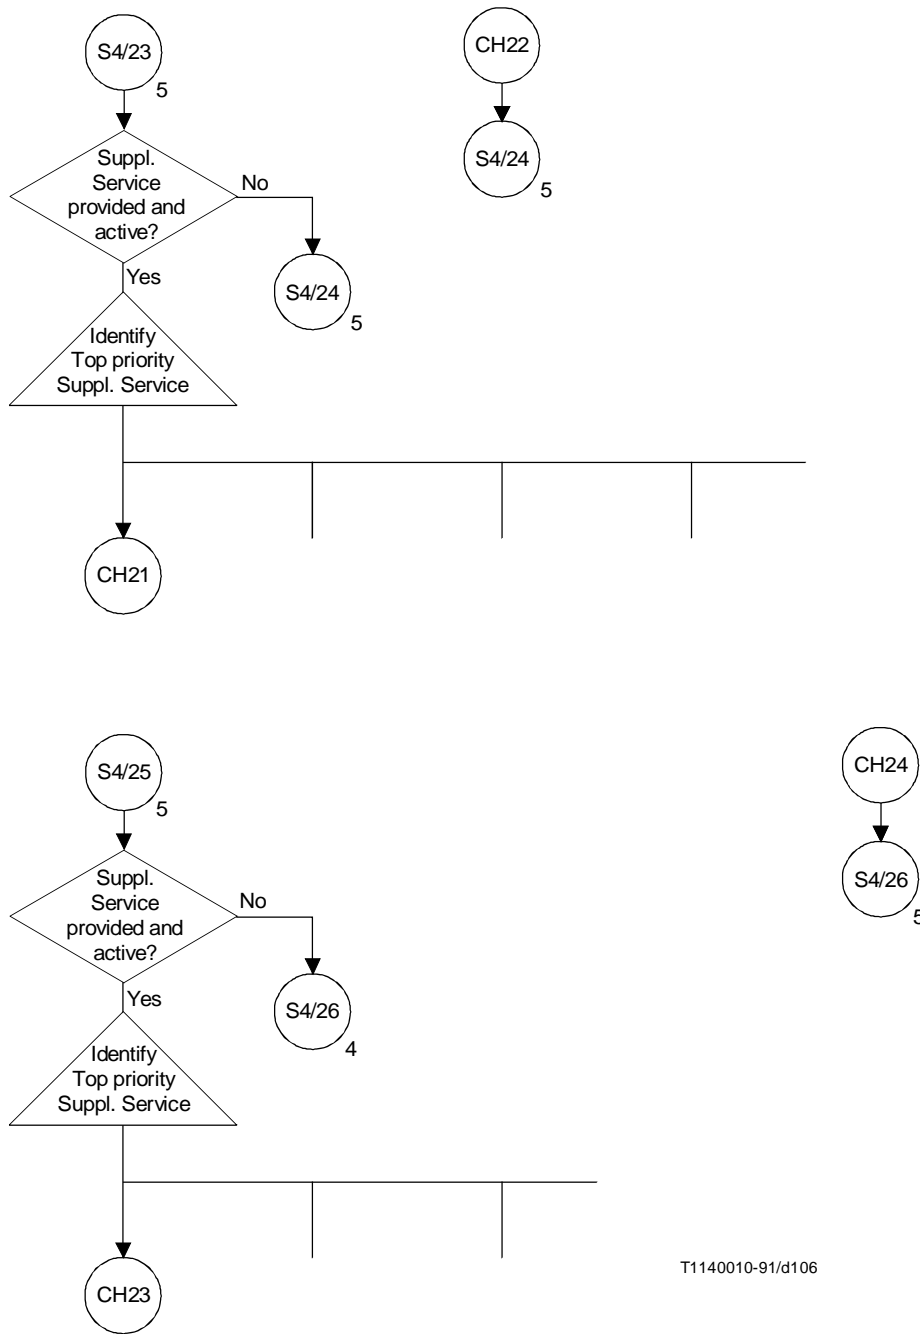 S4/23
5
Suppl.
Service
provided and
active?
No
Yes
S4/24
5
Identify
Top priority
Suppl. Service
CH21
CH22
S4/24
5
S4/25
5
Suppl.
Service
provided and
active?
No
Yes
S4/26
4
Identify
Top priority
Suppl. Service
CH23
CH24
S4/26
5
T1140010-91/d106